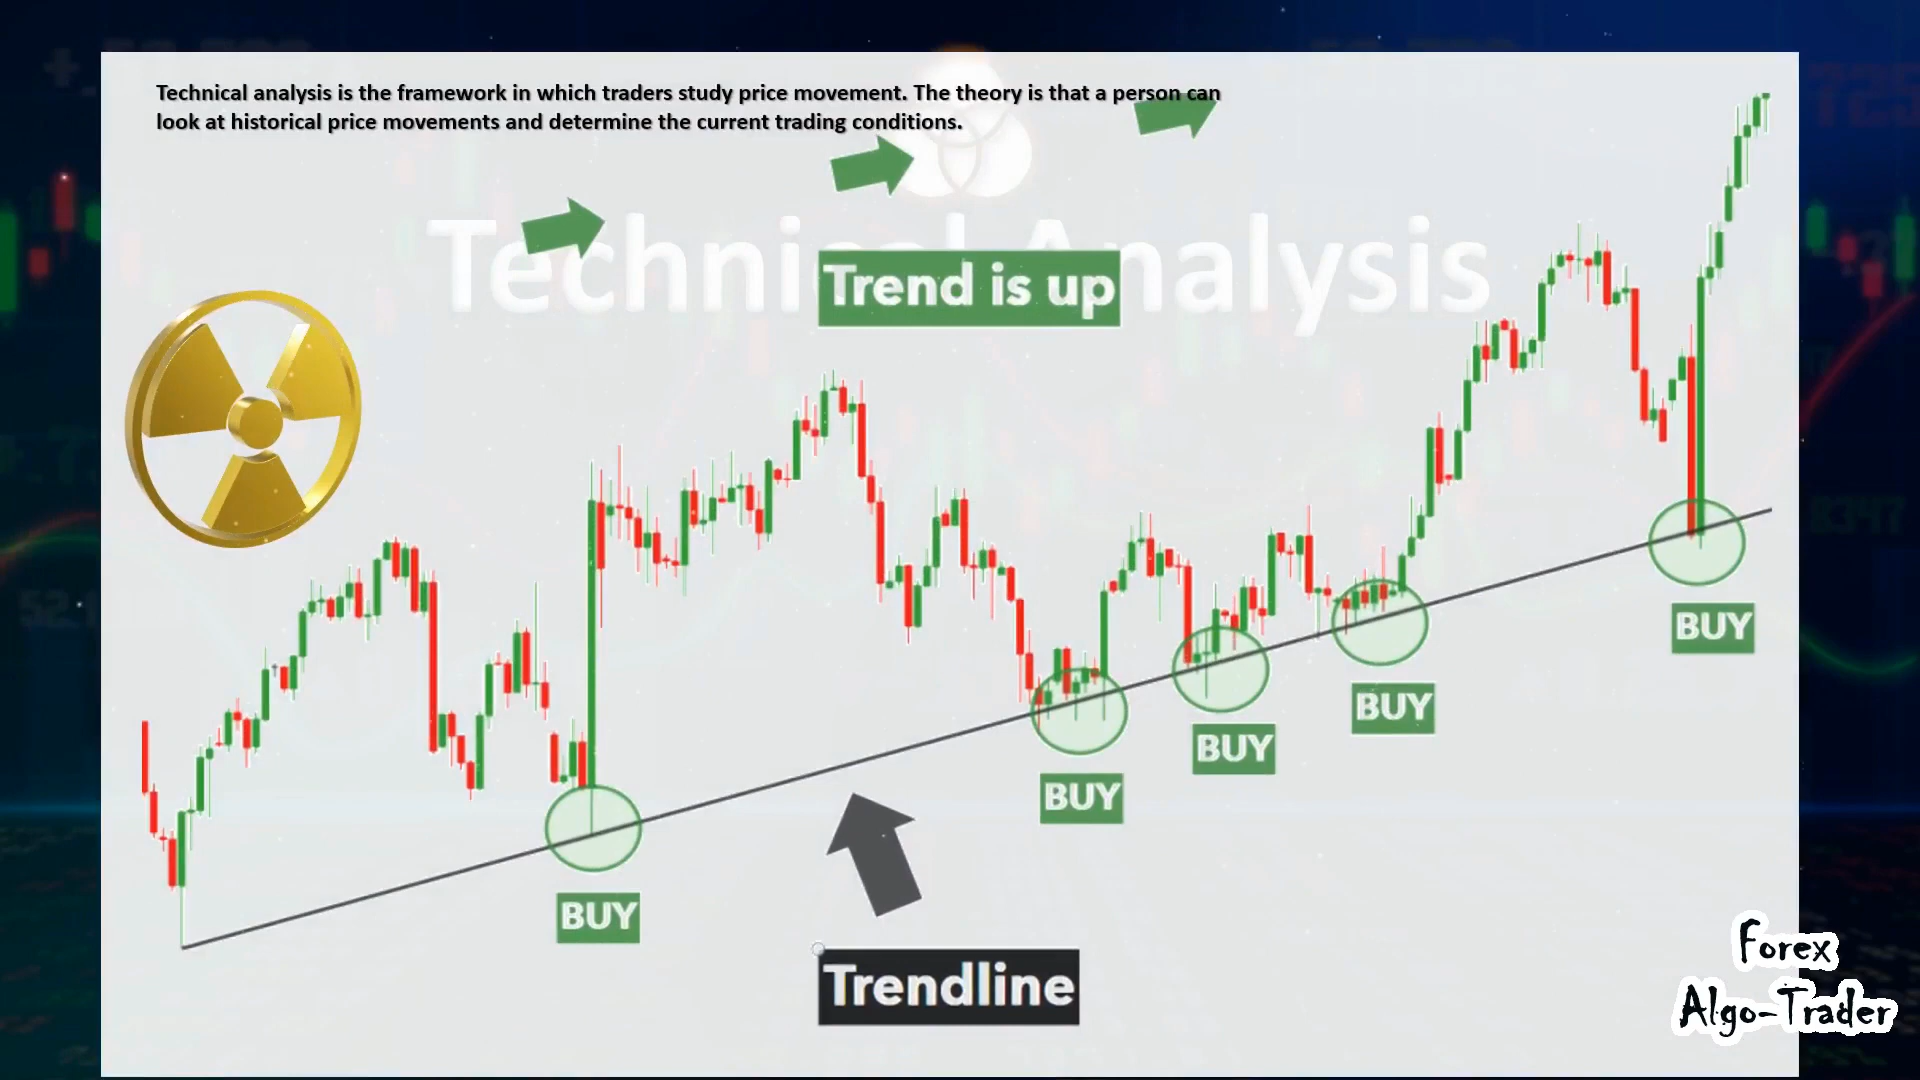 Technical analysis is the framework in which traders study price movement. The theory is that a person can
look at historical price movements and determine the current trading conditions.
Technical Analysis
Trend is up
BUY
BUY
BUY
BUY
BUY
Trendline
Forex
Algo-Trader